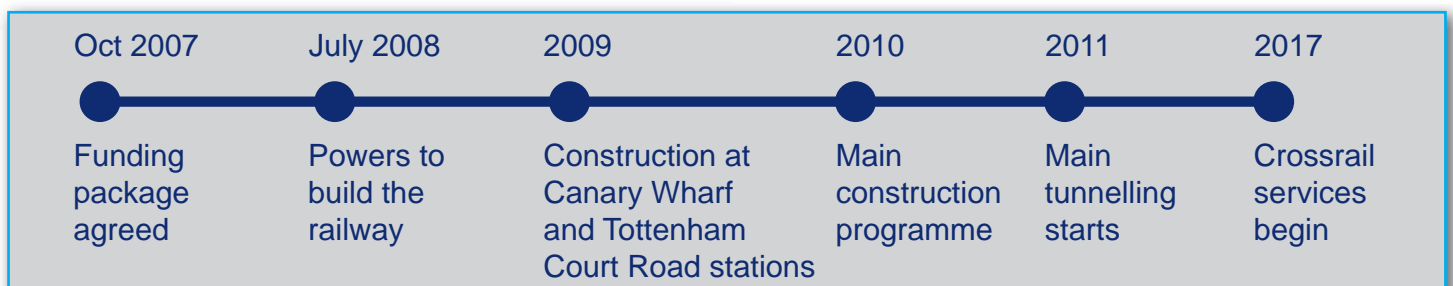 Oct 2007
July 2008
2009
2010
2011
2017
Funding
package
agreed
Powers to
build the
railway
Construction at
Canary Wharf
and Tottenham
Court Road stations
Main
construction
programme
Main
tunnelling
starts
Crossrail
services
begin